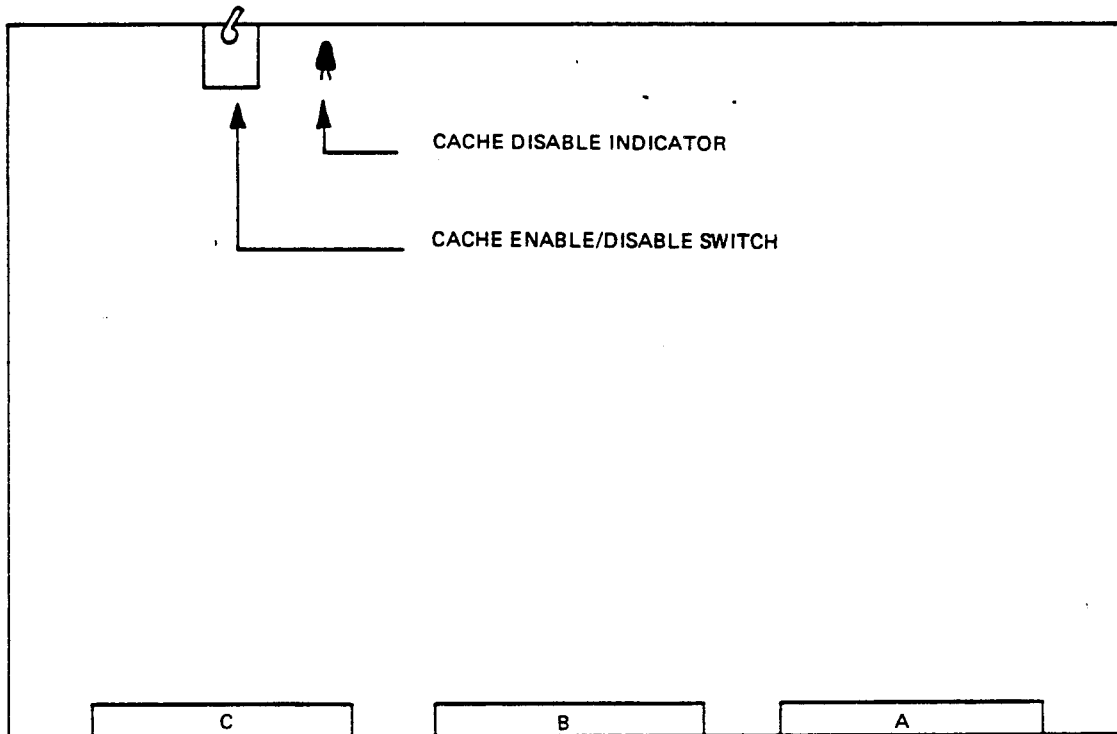 CACHE DISABLE INDICATOR
CACHE ENABLE/DISABLE SWITCH
C B A